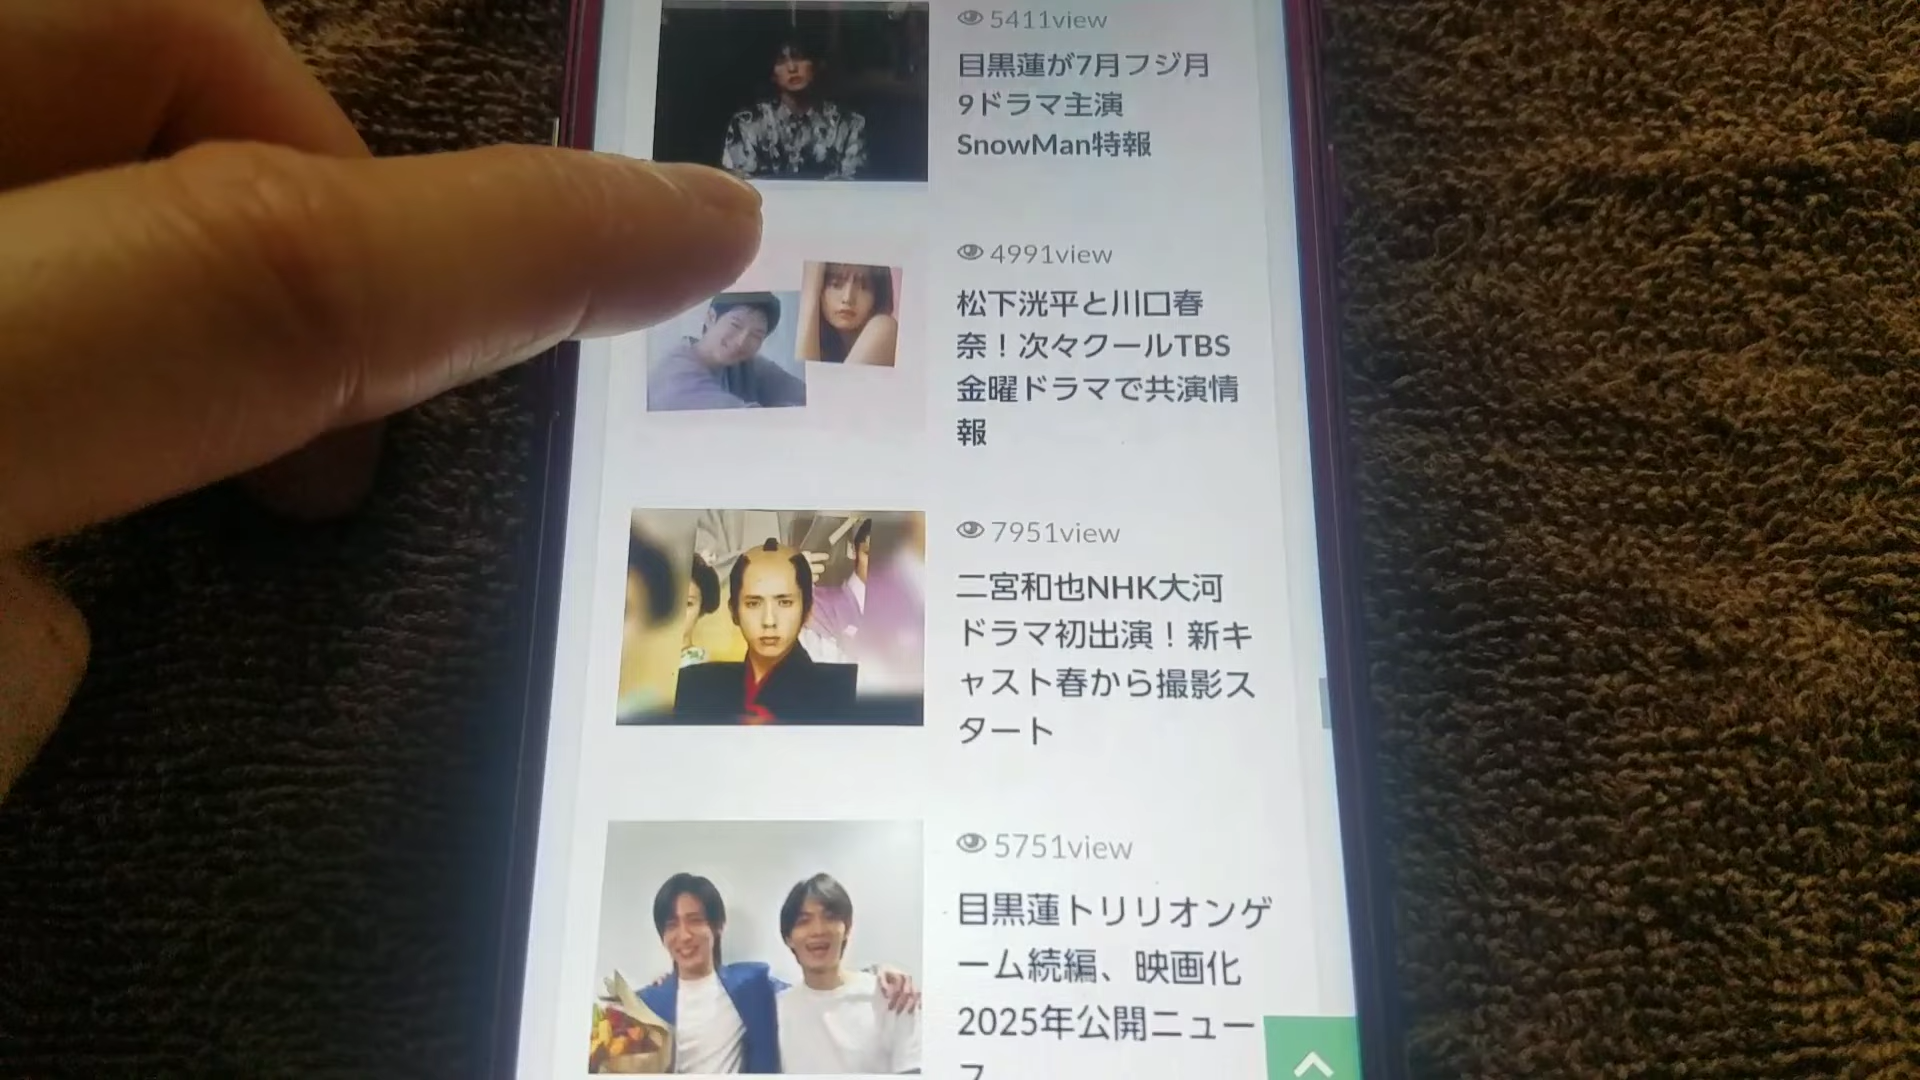 5411view
目黒蓮が7月フジ月
9ドラマ主演
SnowMan特報
4991view
松下洸平と川口春
奈！次々クールTBS
金曜ドラマで共演情
報
7951view
二宮和也NHK大河
ドラマ初出演！新キ
ャスト春から撮影ス
タート
5751view
目黒蓮トリリオンゲ
ーム続編、映画化
2025年公開ニュー
ス